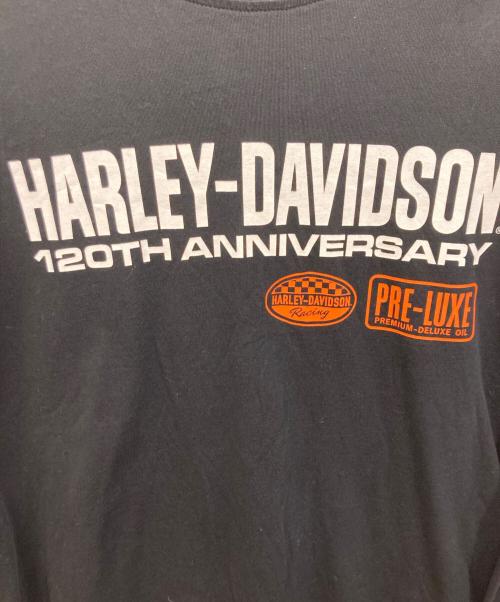 HARLEY-DAVIDSON®
120TH ANNIVERSARY
HARLEY-DAVIDSON
Racing
PRE-LUXE
PREMIUM-DELUXE OIL